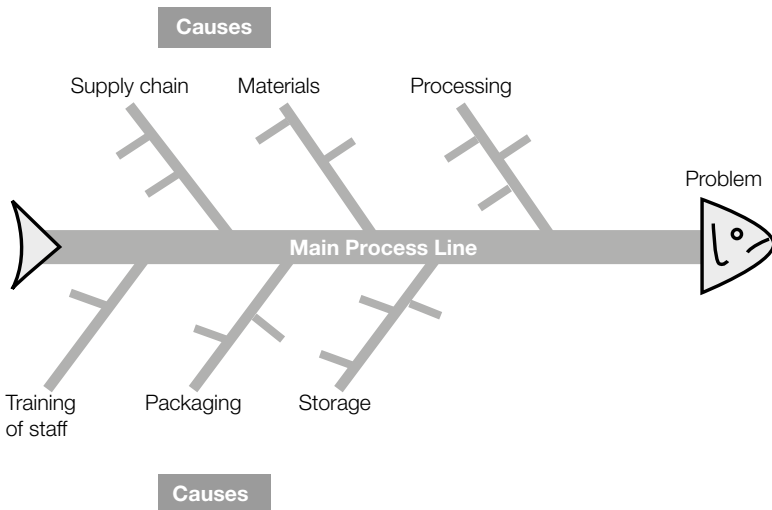 Causes
Supply chain
Materials
Processing
Problem
Main Process Line
Training
of staff
Packaging
Storage
Causes